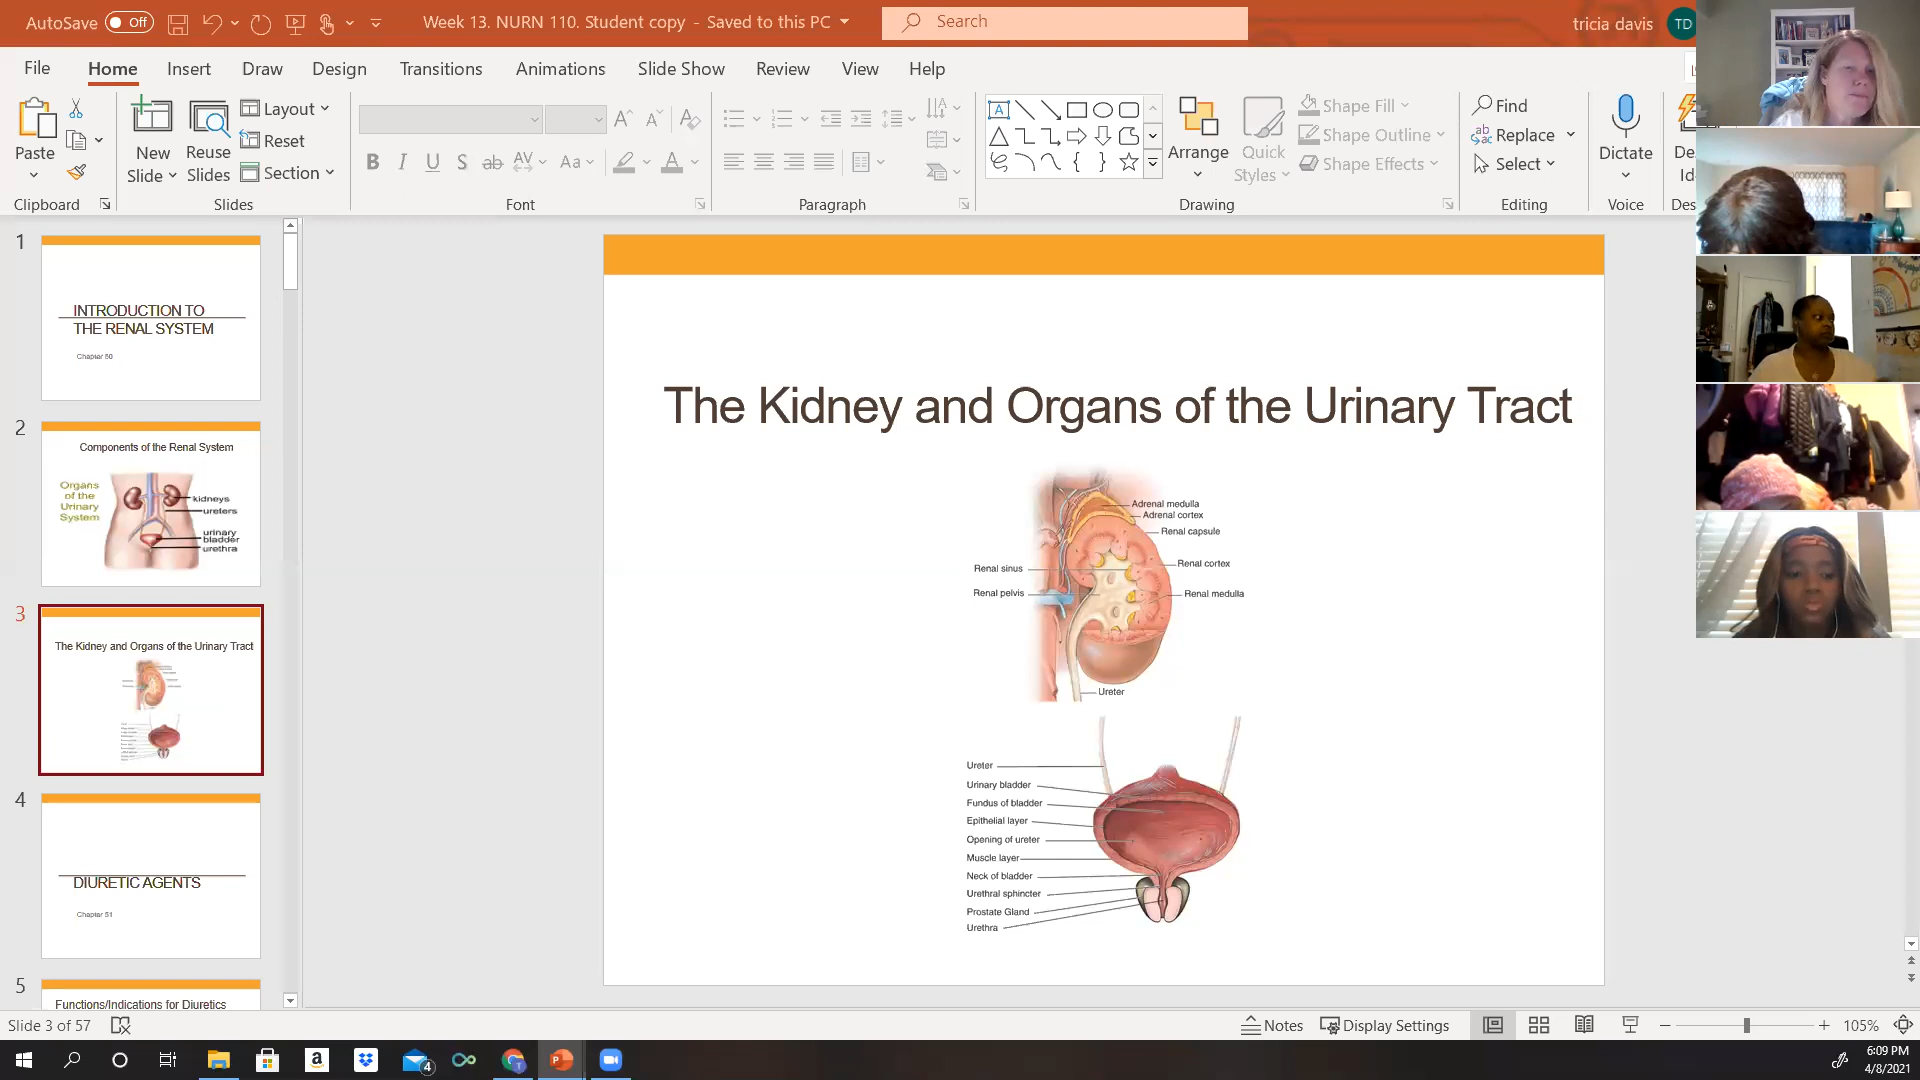 AutoSave Off
Week 13. NURN 110. Student copy - Saved to this PC
Search
tricia davis TD
File Home Insert Draw Design Transitions Animations Slide Show Review View Help
Paste
New
Slide
Reuse
Slides
Layout
Reset
Section
B I U S ab AV Aa A
Shape Fill
Shape Outline
Shape Effects
Arrange
Quick
Styles
Find
Replace
Select
Dictate
Clipboard Slides Font Paragraph Drawing Editing Voice
1
INTRODUCTION TO
THE RENAL SYSTEM
Chapter 50
2
Components of the Renal System
Organs
of the
Urinary
System
kidneys
ureters
urinary
bladder
urethra
3
The Kidney and Organs of the Urinary Tract
4
DIURETIC AGENTS
Chapter 51
5
Functions/Indications for Diuretics
The Kidney and Organs of the Urinary Tract
Adrenal medulla
Adrenal cortex
Renal capsule
Renal cortex
Renal sinus
Renal pelvis
Renal medulla
Ureter
Ureter
Urinary bladder
Fundus of bladder
Epithelial layer
Opening of ureter
Muscle layer
Neck of bladder
Urethral sphincter
Prostate Gland
Urethra
Slide 3 of 57
Notes
Display Settings
105%
4
6:09 PM
4/8/2021